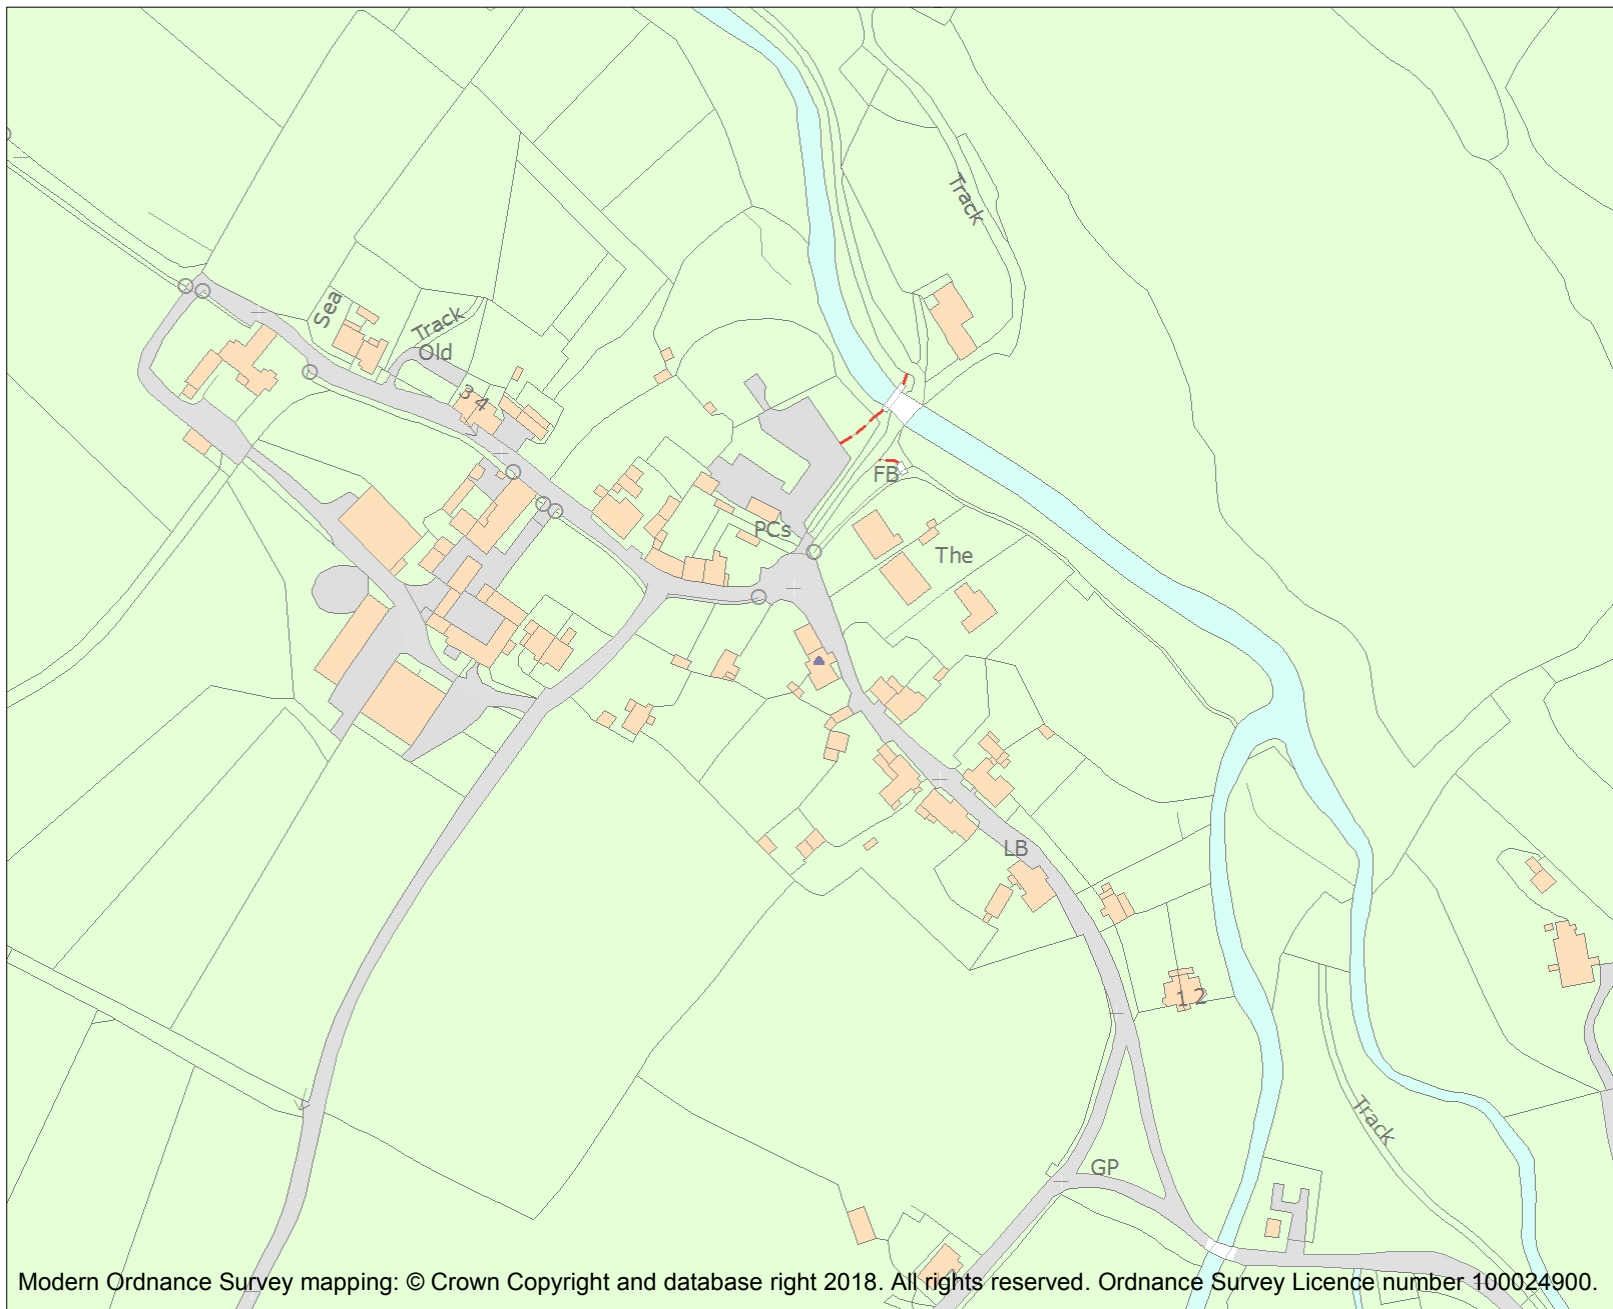 Track
Sea
Track
Old
3 4
FB
PCs
The
LB
1 2
Track
GP
Modern Ordnance Survey mapping: © Crown Copyright and database right 2018. All rights reserved. Ordnance Survey Licence number 100024900.